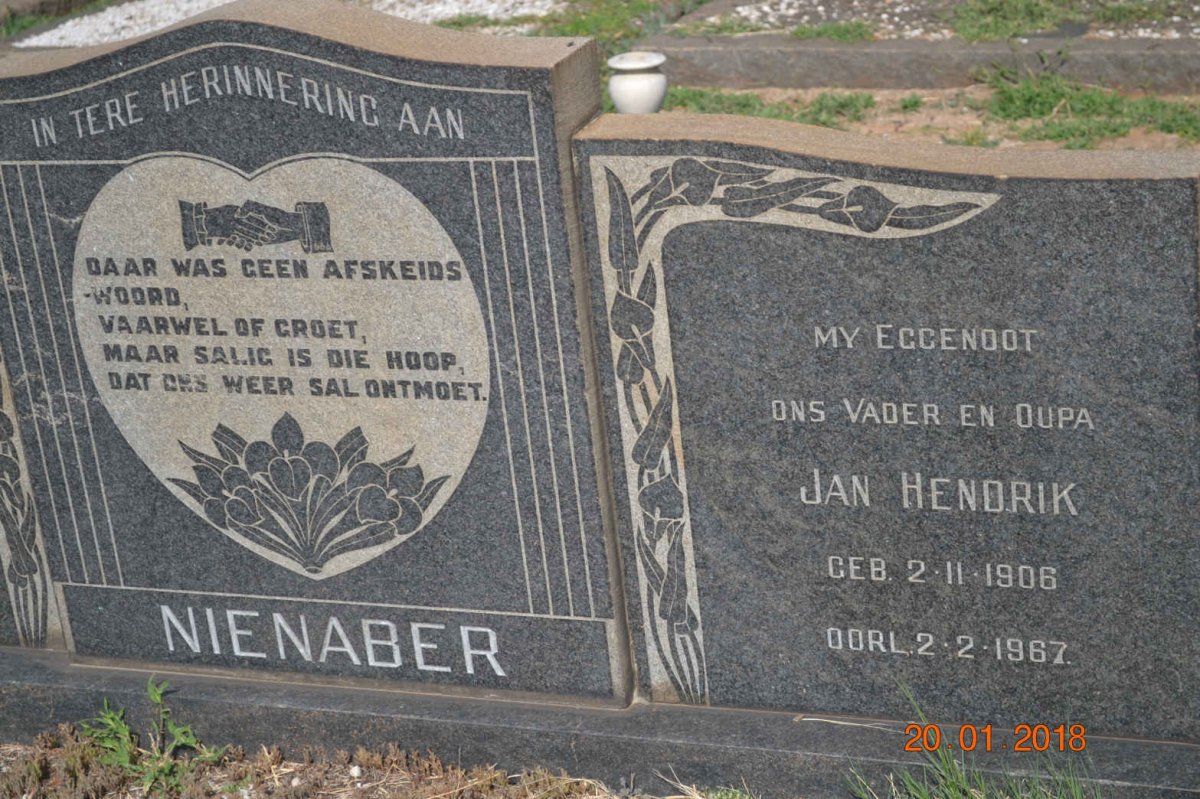 IN TERE HERINNERING AAN
DAAR WAS GEEN AFSKEIDS
-WOORD,
VAARWEL OF GROET,
MAAR SALIG IS DIE HOOP,
DAT ONS WEER SAL ONTMOET.
NIENABER
MY EGGENOOT
ONS VADER EN OUPA
JAN HENDRIK
GEB. 2·11·1906
OORL. 2·2·1967.
20.01.2018